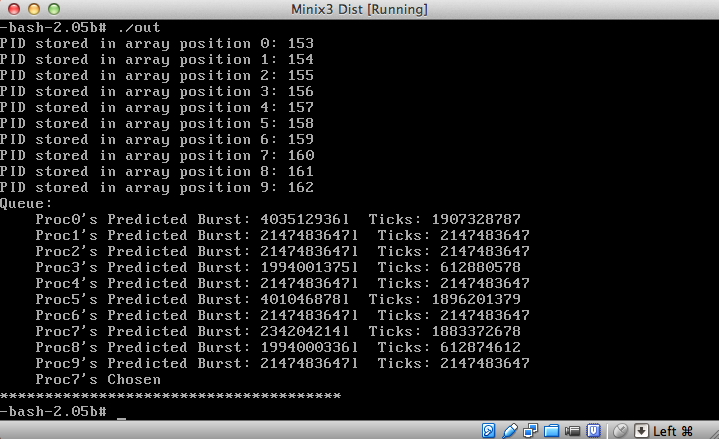 Minix3 Dist [Running]
-bash-2.05b# ./out
PID stored in array position 0: 153
PID stored in array position 1: 154
PID stored in array position 2: 155
PID stored in array position 3: 156
PID stored in array position 4: 157
PID stored in array position 5: 158
PID stored in array position 6: 159
PID stored in array position 7: 160
PID stored in array position 8: 161
PID stored in array position 9: 162
Queue:
    Proc0's Predicted Burst: 403512936l  Ticks: 1907328787
    Proc1's Predicted Burst: 2147483647l  Ticks: 2147483647
    Proc2's Predicted Burst: 2147483647l  Ticks: 2147483647
    Proc3's Predicted Burst: 1994001375l  Ticks: 612880578
    Proc4's Predicted Burst: 2147483647l  Ticks: 2147483647
    Proc5's Predicted Burst: 401046878l  Ticks: 1896201379
    Proc6's Predicted Burst: 2147483647l  Ticks: 2147483647
    Proc7's Predicted Burst: 234204214l  Ticks: 1883372678
    Proc8's Predicted Burst: 1994000336l  Ticks: 612874612
    Proc9's Predicted Burst: 2147483647l  Ticks: 2147483647
    Proc7's Chosen
**************************************
-bash-2.05b# _
Left ⌘